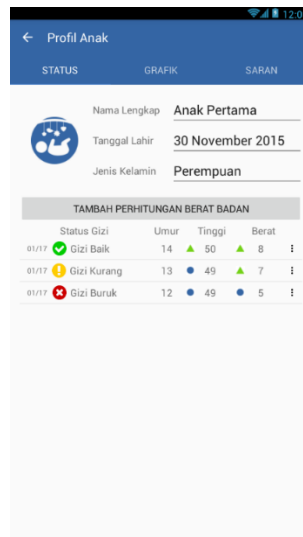 12:0
Profil Anak
STATUS GRAFIK SARAN
Nama Lengkap Anak Pertama
Tanggal Lahir 30 November 2015
Jenis Kelamin Perempuan
TAMBAH PERHITUNGAN BERAT BADAN
Status Gizi Umur Tinggi Berat
01/17 Gizi Baik 14 50 8
01/17 Gizi Kurang 13 49 7
01/17 Gizi Buruk 12 49 5